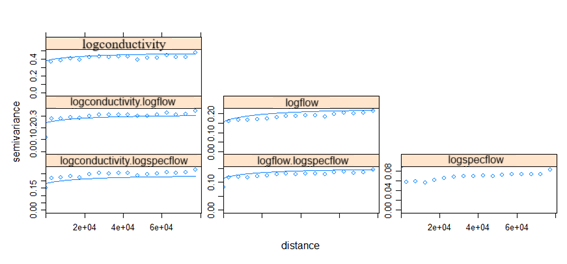 logconductivity
0.0 0.2 0.4
logconductivity.logflow
logflow
0.00 0.10 0.20.3
0.00 0.10 0.20
logconductivity.logspecflow
logflow.logspecflow
logspecflow
0.00 0.15
0.00 0.10
0.00 0.04 0.08
2e+04 4e+04 6e+04
2e+04 4e+04 6e+04
semivariance
distance